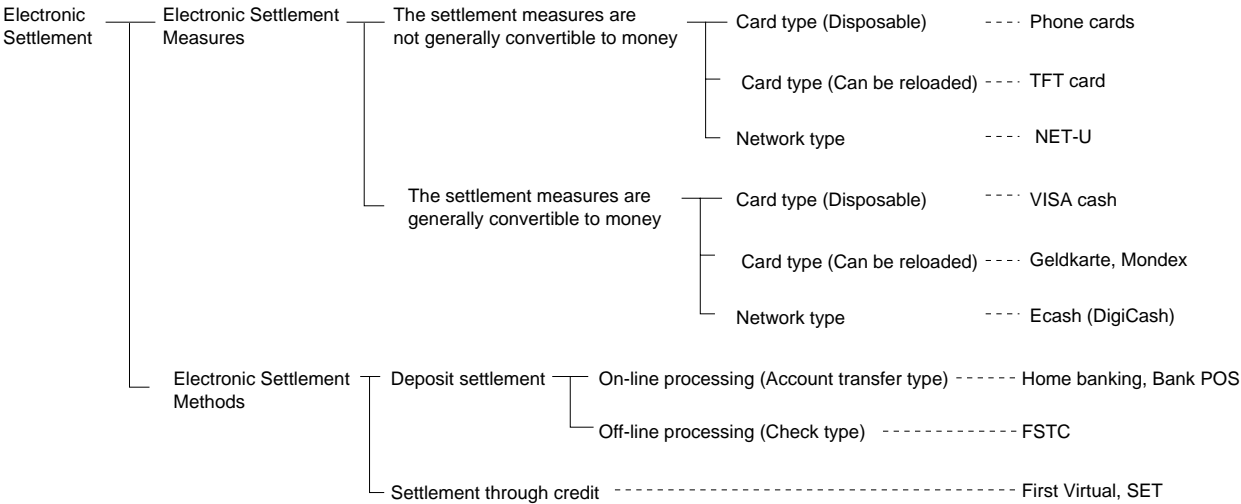 Electronic
Settlement
Electronic Settlement
Measures
The settlement measures are
not generally convertible to money
Card type (Disposable)
Phone cards
Card type (Can be reloaded)
TFT card
Network type
NET-U
The settlement measures are
generally convertible to money
Card type (Disposable)
VISA cash
Card type (Can be reloaded)
Geldkarte, Mondex
Network type
Ecash (DigiCash)
Electronic Settlement
Methods
Deposit settlement
On-line processing (Account transfer type)
Home banking, Bank POS
Off-line processing (Check type)
FSTC
Settlement through credit
First Virtual, SET